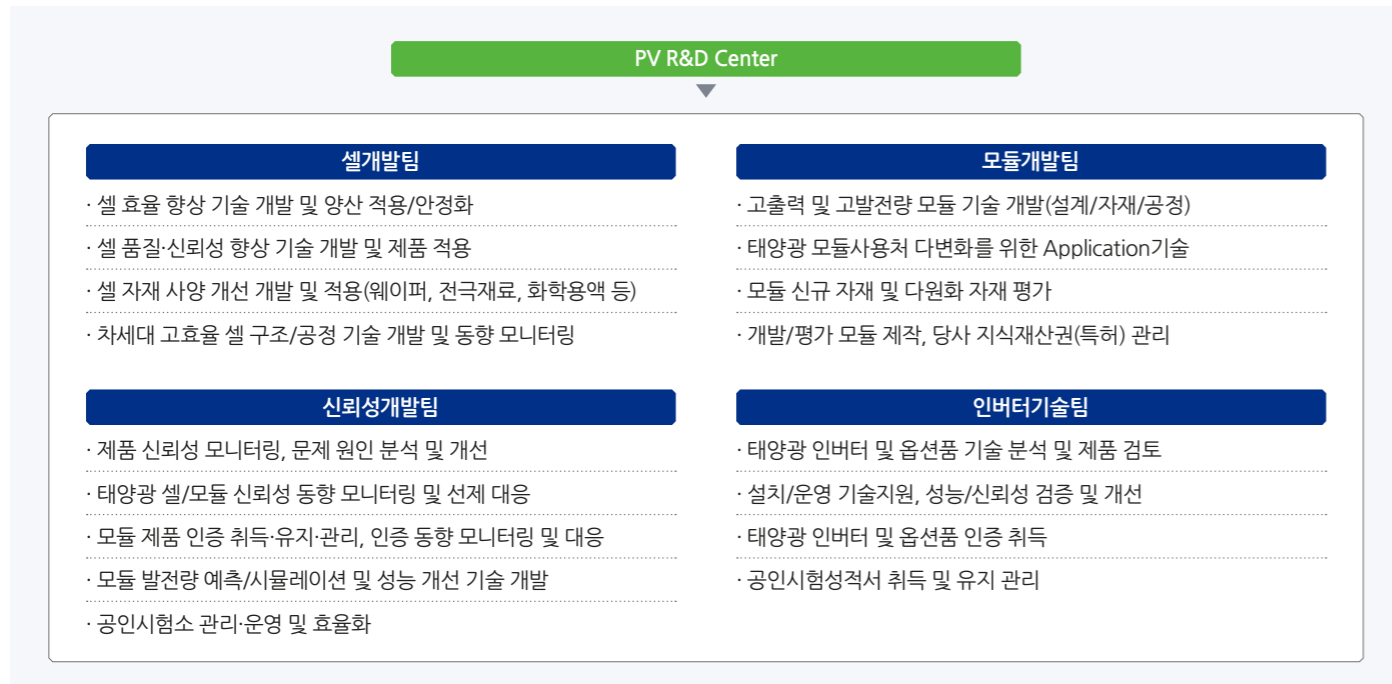 PV R&D Center
셀개발팀
· 셀 효율 향상 기술 개발 및 양산 적용/안정화
· 셀 품질·신뢰성 향상 기술 개발 및 제품 적용
· 셀 자재 사양 개선 개발 및 적용(웨이퍼, 전극재료, 화학용액 등)
· 차세대 고효율 셀 구조/공정 기술 개발 및 동향 모니터링
모듈개발팀
· 고출력 및 고발전량 모듈 기술 개발(설계/자재/공정)
· 태양광 모듈사용처 다변화를 위한 Application기술
· 모듈 신규 자재 및 다원화 자재 평가
· 개발/평가 모듈 제작, 당사 지식재산권(특허) 관리
신뢰성개발팀
· 제품 신뢰성 모니터링, 문제 원인 분석 및 개선
· 태양광 셀/모듈 신뢰성 동향 모니터링 및 선제 대응
· 모듈 제품 인증 취득·유지·관리, 인증 동향 모니터링 및 대응
· 모듈 발전량 예측/시뮬레이션 및 성능 개선 기술 개발
· 공인시험소 관리·운영 및 효율화
인버터기술팀
· 태양광 인버터 및 옵션품 기술 분석 및 제품 검토
· 설치/운영 기술지원, 성능/신뢰성 검증 및 개선
· 태양광 인버터 및 옵션품 인증 취득
· 공인시험성적서 취득 및 유지 관리